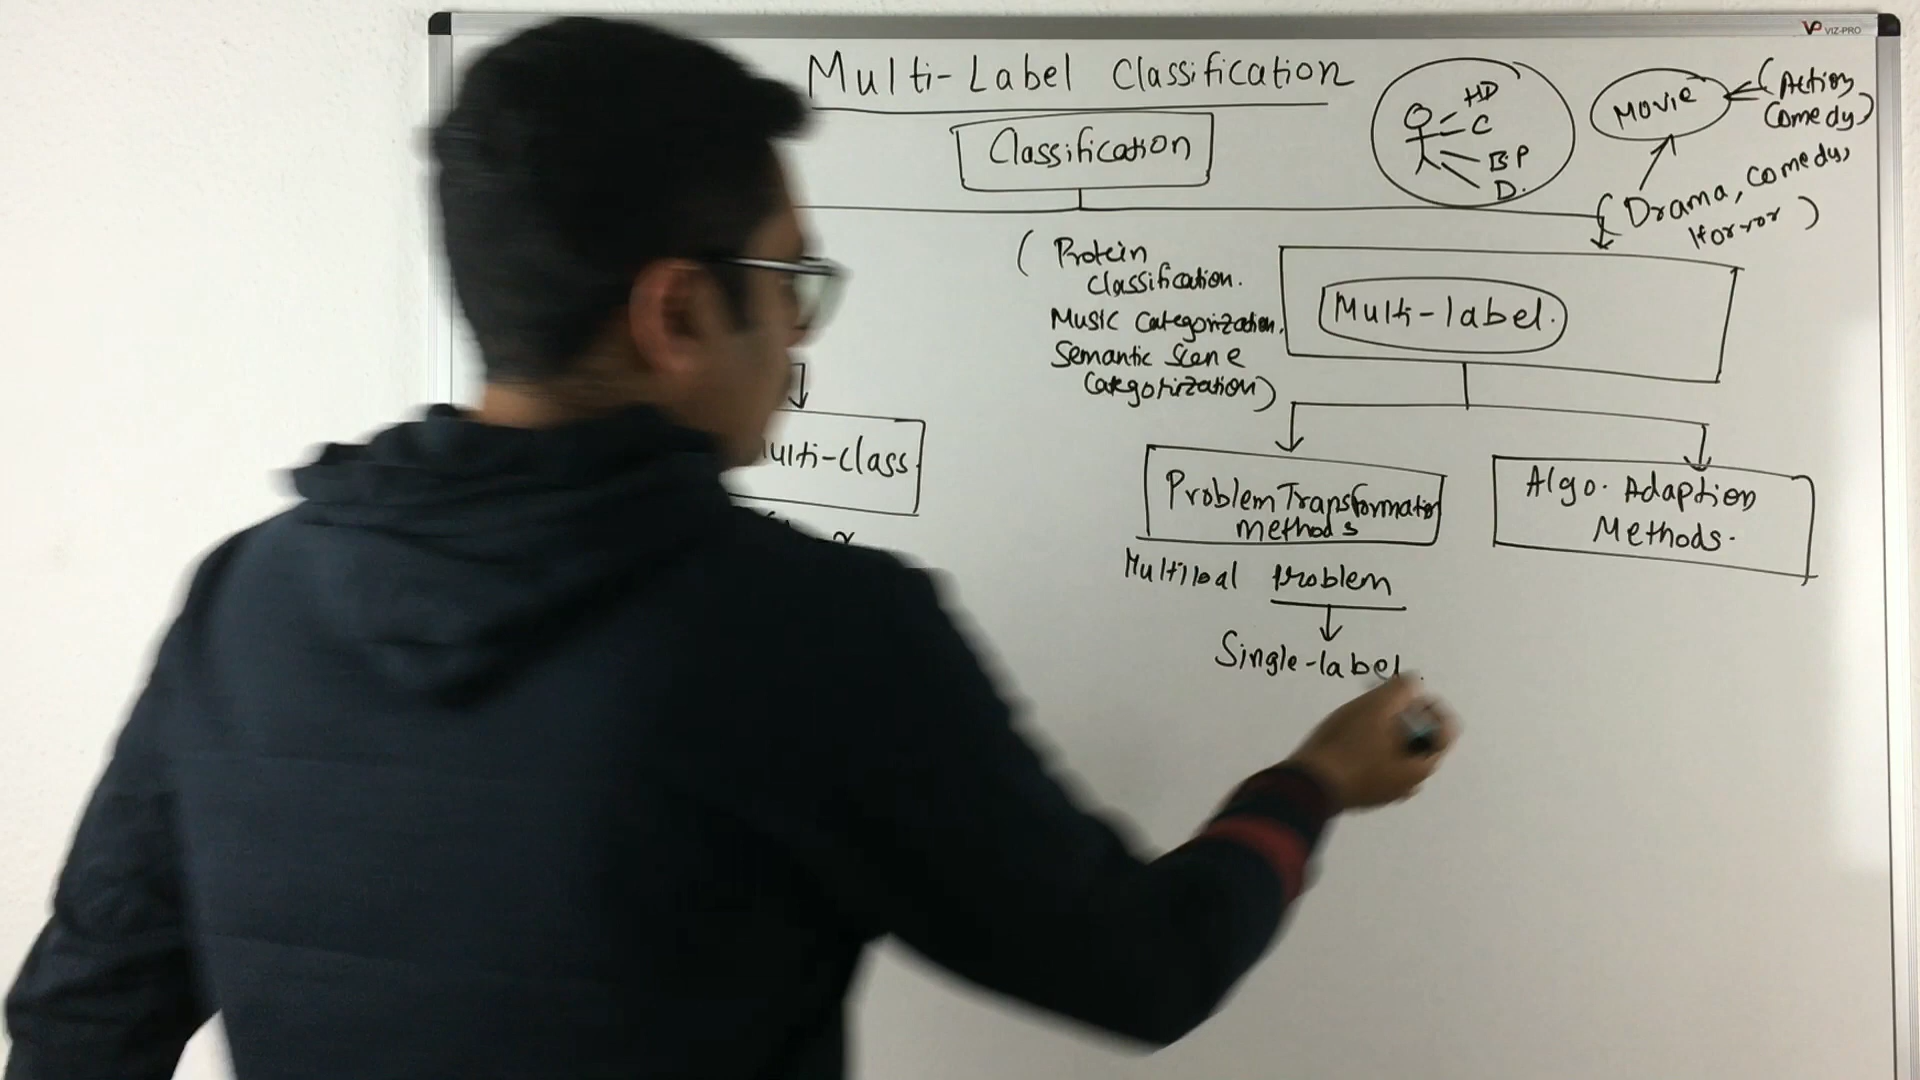 VP VIZ-PRO
Multi-Label Classification
Classification
HD
C
B.P
D.
Movie
(Action,
Comedy)
(Drama, Comedy,
Horror)
(Protein
classification.
Music Categorization,
Semantic Scene
Categorization)
Multi-label.
ulti-class
Problem Transformation
Methods
Algo. Adaption
Methods.
Multilbal Problem
Single-label.